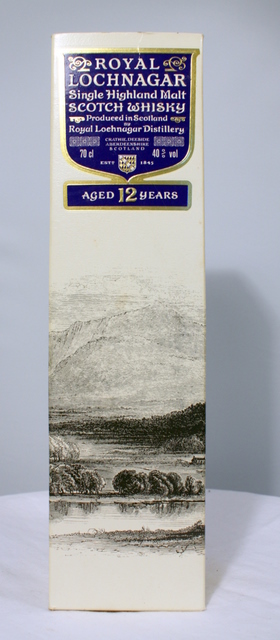 ROYAL
LOCHNAGAR
Single Highland Malt
SCOTCH WHISKY
Produced in Scotland
by
Royal Lochnagar Distillery
CRATHIE, DEESIDE
ABERDEENSHIRE
SCOTLAND
70 cl 40 % vol
ESTD 1845
AGED 12 YEARS